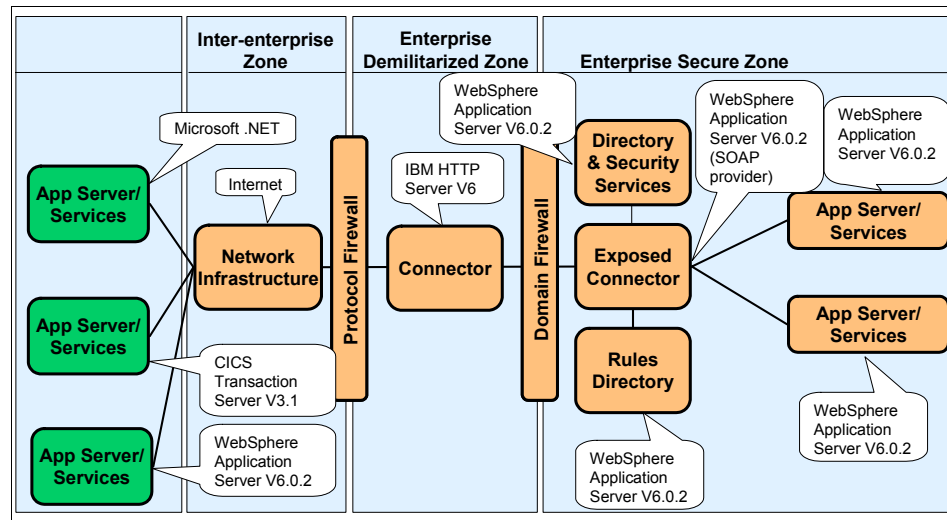 Inter-enterprise
Zone
Enterprise
Demilitarized Zone
Enterprise Secure Zone
Microsoft .NET
App Server/
Services
App Server/
Services
CICS
Transaction
Server V3.1
App Server/
Services
WebSphere
Application
Server V6.0.2
Internet
Network
Infrastructure
Protocol Firewall
IBM HTTP
Server V6
Connector
Domain Firewall
WebSphere
Application
Server V6.0.2
Directory
& Security
Services
WebSphere
Application
Server V6.0.2
(SOAP
provider)
Exposed
Connector
Rules
Directory
WebSphere
Application
Server V6.0.2
WebSphere
Application
Server V6.0.2
App Server/
Services
App Server/
Services
WebSphere
Application
Server V6.0.2